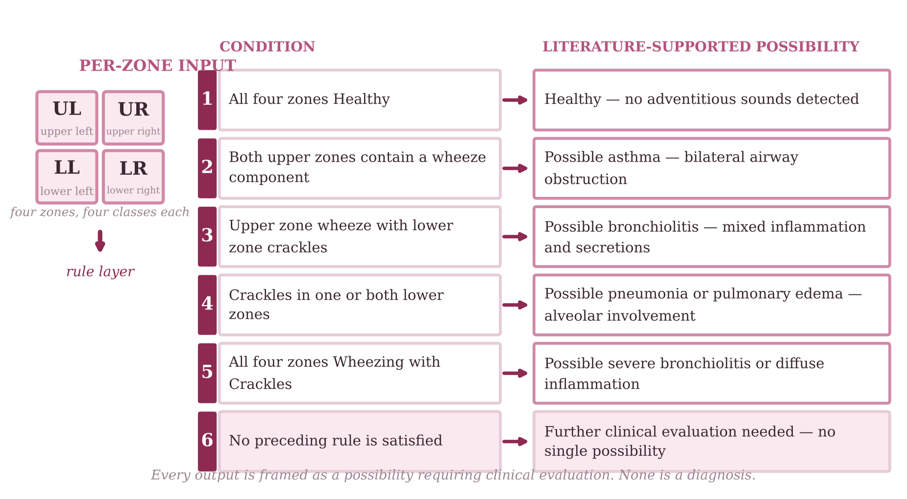 CONDITION
LITERATURE-SUPPORTED POSSIBILITY
PER-ZONE INPUT
UL
upper left
UR
upper right
LL
lower left
LR
lower right
four zones, four classes each
rule layer
1
All four zones Healthy
Healthy — no adventitious sounds detected
2
Both upper zones contain a wheeze
component
Possible asthma — bilateral airway
obstruction
3
Upper zone wheeze with lower
zone crackles
Possible bronchiolitis — mixed inflammation
and secretions
4
Crackles in one or both lower
zones
Possible pneumonia or pulmonary edema —
alveolar involvement
5
All four zones Wheezing with
Crackles
Possible severe bronchiolitis or diffuse
inflammation
6
No preceding rule is satisfied
Further clinical evaluation needed — no
single possibility
Every output is framed as a possibility requiring clinical evaluation. None is a diagnosis.